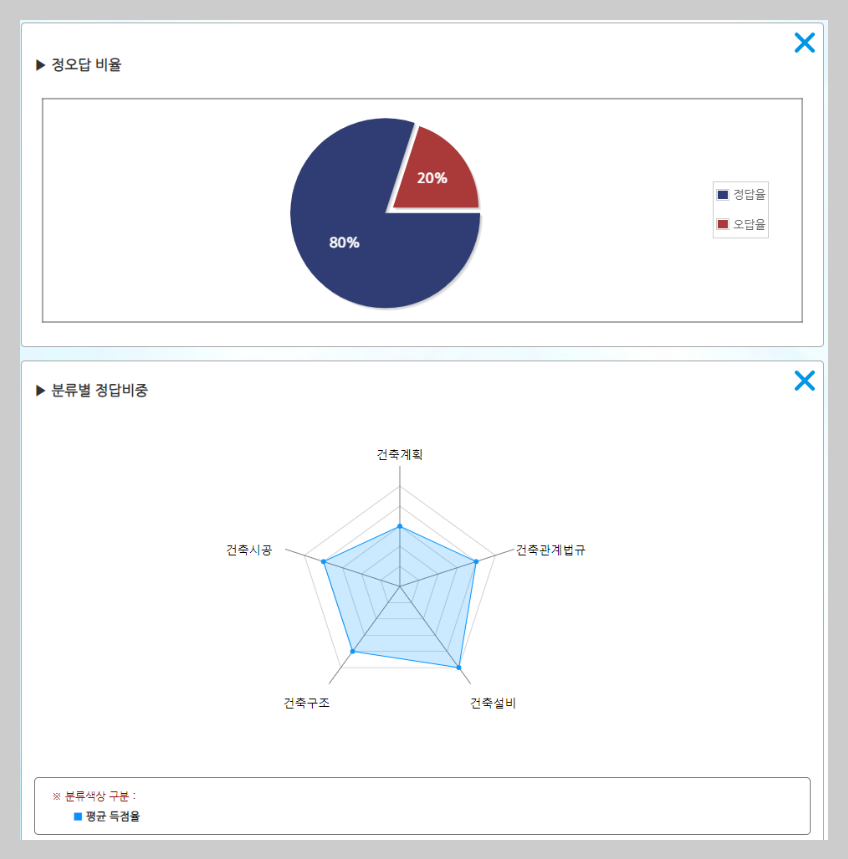 ▶ 정오답 비율
20%
80%
정답율
오답율
▶ 분류별 정답비중
건축계획
건축시공
건축관계법규
건축구조
건축설비
※ 분류색상 구분 :
■ 평균 득점율